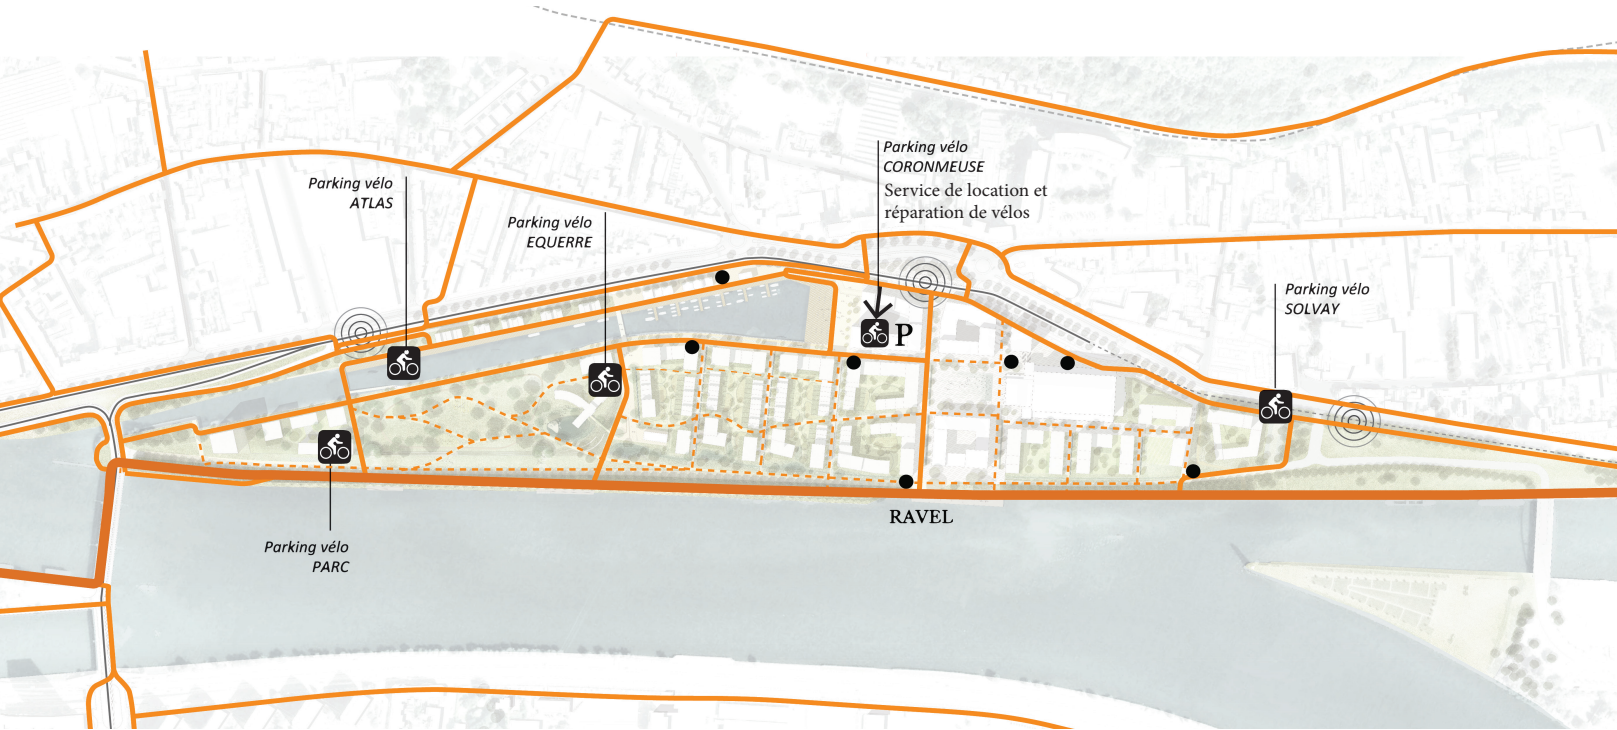 Parking vélo
CORONMEUSE
Service de location et
réparation de vélos
Parking vélo
ATLAS
Parking vélo
EQUERRE
Parking vélo
SOLVAY
P
RAVEL
Parking vélo
PARC